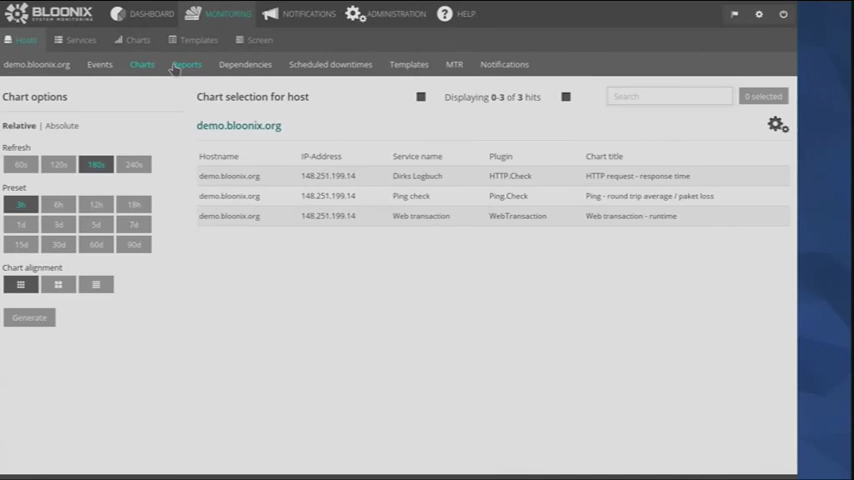 BLOONIX DASHBOARD MONITORING NOTIFICATIONS ADMINISTRATION HELP
SYSTEM MONITORING
Hosts Services Charts Templates Screen
demo.bloonix.org Events Charts Reports Dependencies Scheduled downtimes Templates MTR Notifications
Chart options
Relative | Absolute
Refresh
60s 120s 180s 240s
Preset
3h 6h 12h 18h
1d 3d 5d 7d
15d 30d 60d 90d
Chart alignment
Generate
Chart selection for host Displaying 0-3 of 3 hits Search 0 selected
demo.bloonix.org
Hostname IP-Address Service name Plugin Chart title
demo.bloonix.org 148.251.199.14 Dirks Logbuch HTTP.Check HTTP request - response time
demo.bloonix.org 148.251.199.14 Ping check Ping.Check Ping - round trip average / paket loss
demo.bloonix.org 148.251.199.14 Web transaction WebTransaction Web transaction - runtime